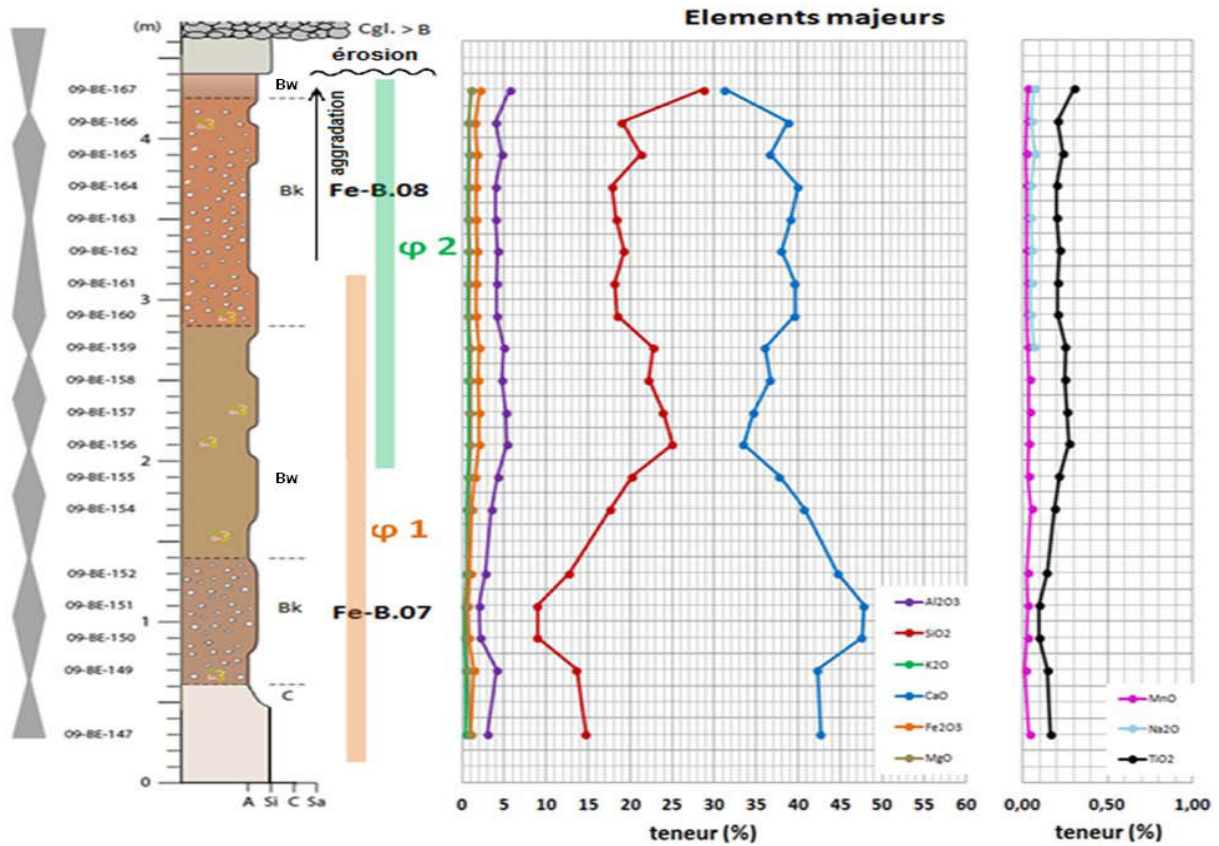 Elements majeurs
(m)
Cgl. > B
érosion
Bw
aggradation
09-BE-167
09-BE-166
4
09-BE-165
09-BE-164
Bk
Fe-B.08
09-BE-163
φ 2
09-BE-162
09-BE-161
3
09-BE-160
09-BE-159
09-BE-158
09-BE-157
09-BE-156
2
09-BE-155
Bw
09-BE-154
φ 1
09-BE-152
09-BE-151
Bk
Fe-B.07
1
09-BE-150
09-BE-149
C
09-BE-147
0
A Si C Sa
Al2O3
SiO2
K2O
CaO
Fe2O3
MgO
0 5 10 15 20 25 30 35 40 45 50 55 60
teneur (%)
MnO
Na2O
TiO2
0,00 0,50 1,00
teneur (%)